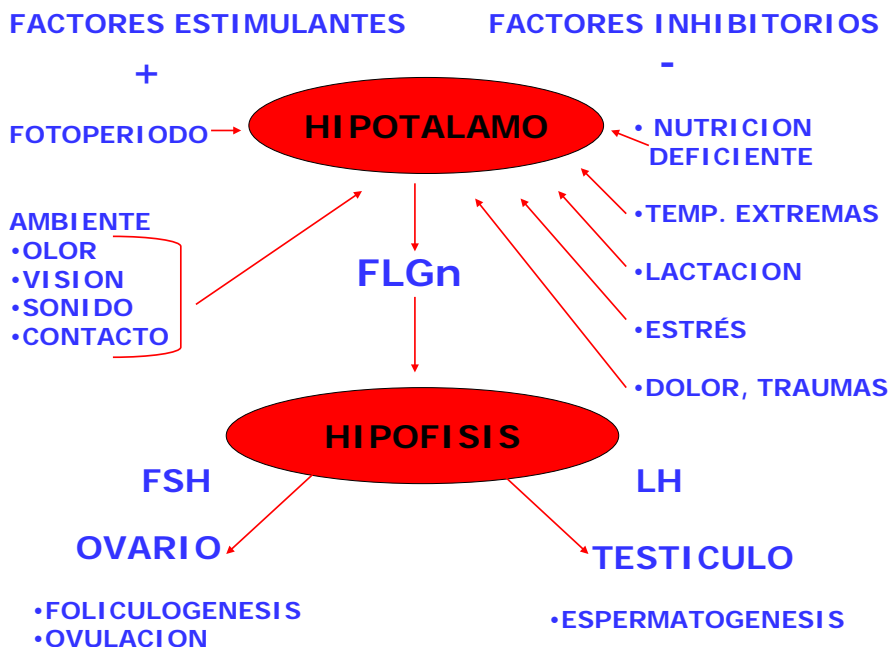 FACTORES ESTIMULANTES
+
FACTORES INHIBITORIOS
-
HIPOTALAMO
FOTOPERIODO
AMBIENTE
•OLOR
•VISION
•SONIDO
•CONTACTO
• NUTRICION
DEFICIENTE
•TEMP. EXTREMAS
•LACTACION
•ESTRÉS
•DOLOR, TRAUMAS
FLGn
HIPOFISIS
FSH
LH
OVARIO
•FOLICULOGENESIS
•OVULACION
TESTICULO
•ESPERMATOGENESIS